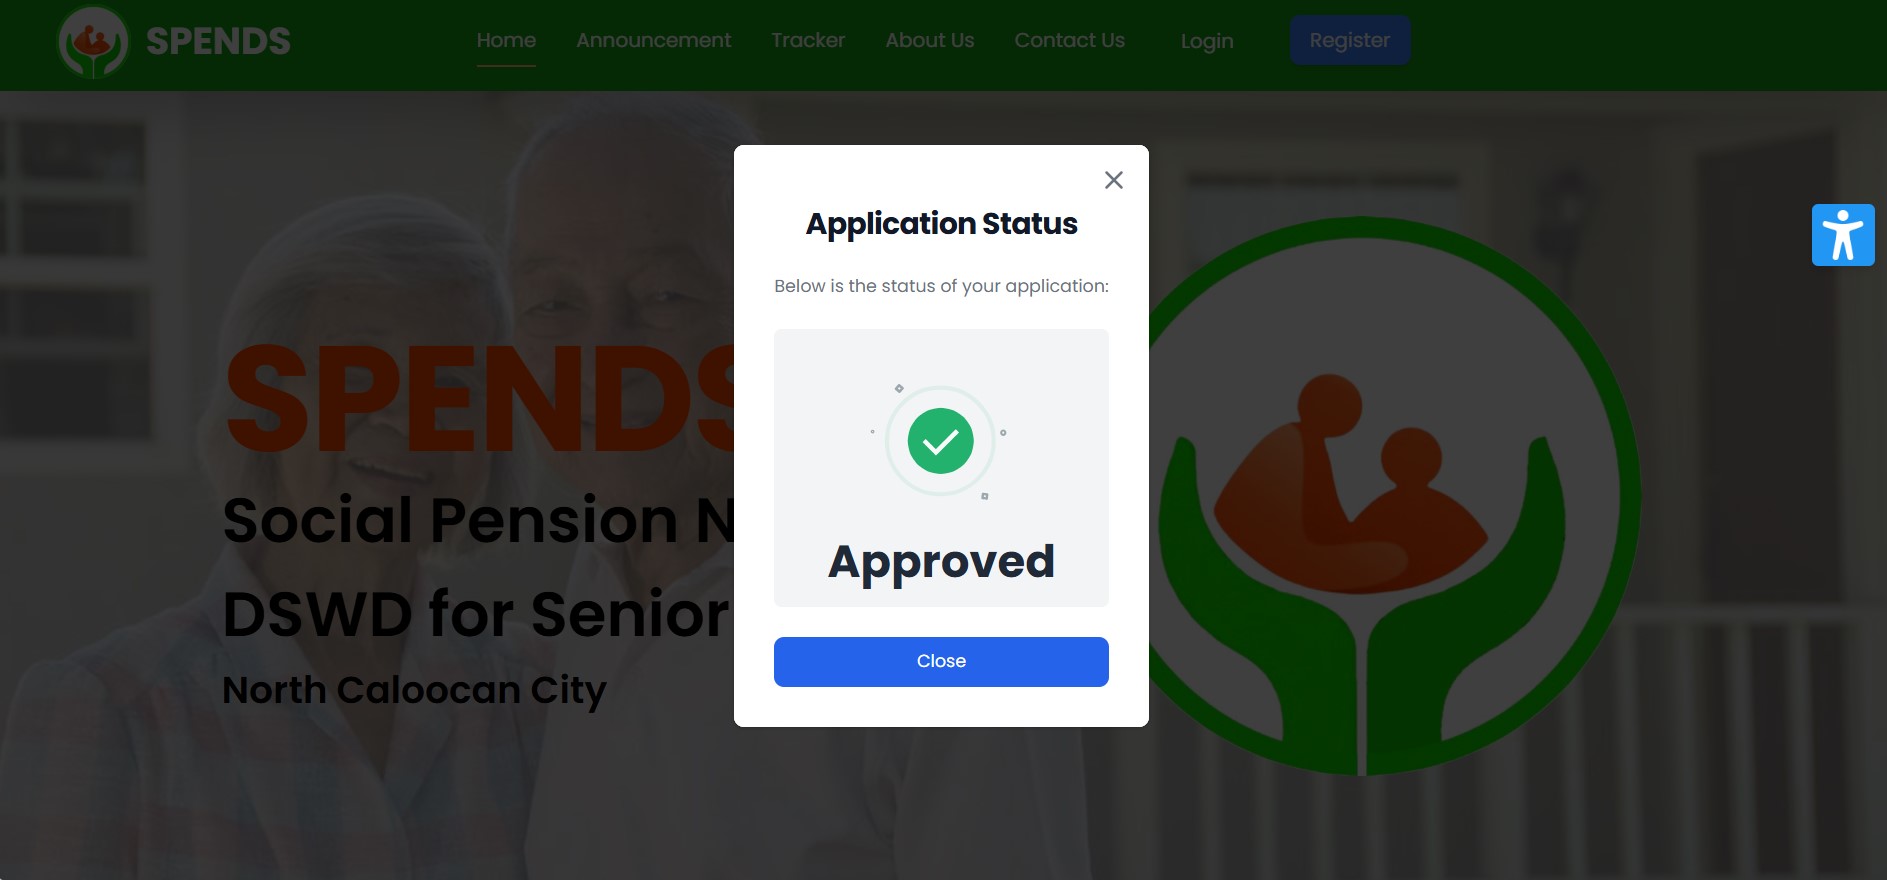 SPENDS
Home
Announcement
Tracker
About Us
Contact Us
Login
Register
Application Status
Below is the status of your application:
Approved
Close
SPENDS
Social Pension N
DSWD for Senior
North Caloocan City